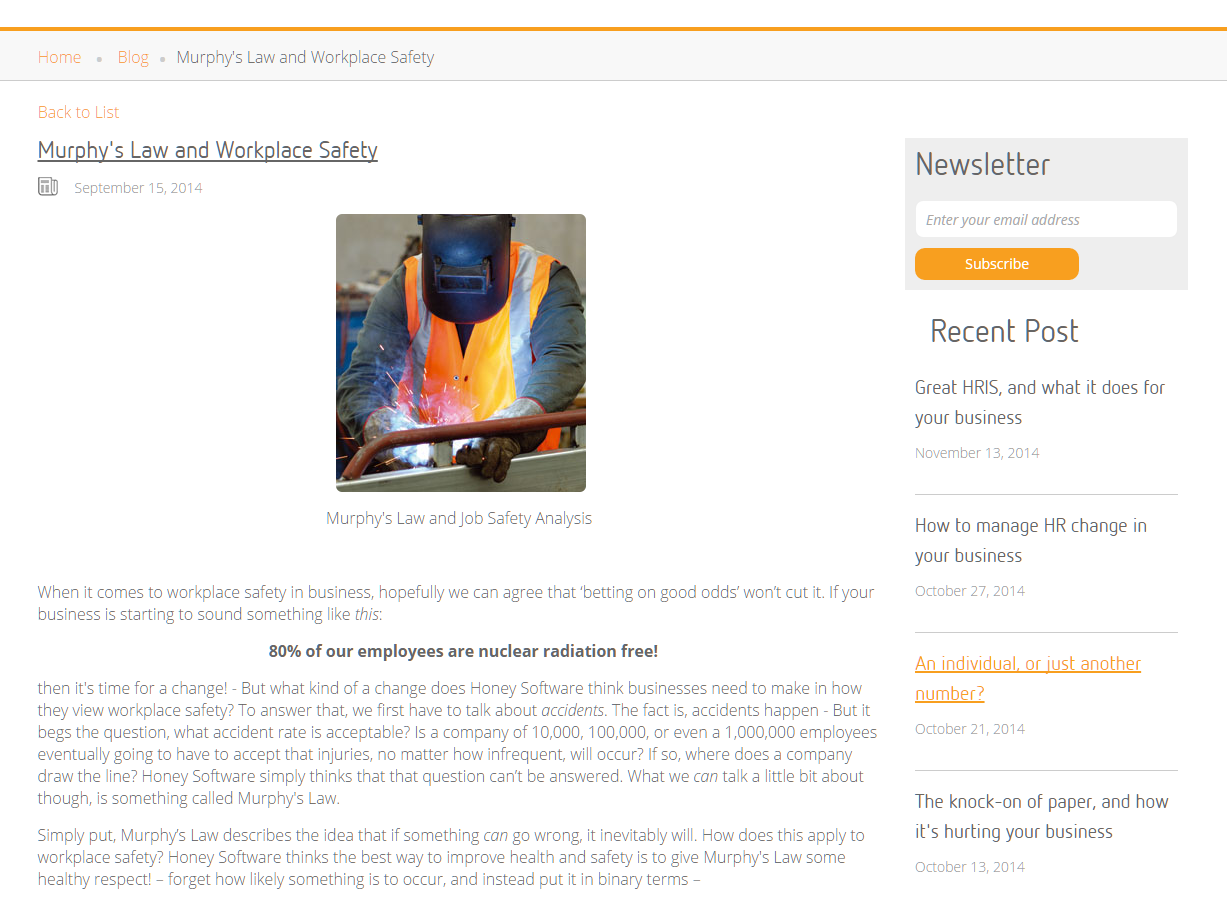 Home • Blog • Murphy's Law and Workplace Safety
Back to List
Murphy's Law and Workplace Safety
September 15, 2014
Murphy's Law and Job Safety Analysis
When it comes to workplace safety in business, hopefully we can agree that ‘betting on good odds’ won’t cut it. If your
business is starting to sound something like this:
80% of our employees are nuclear radiation free!
then it's time for a change! - But what kind of a change does Honey Software think businesses need to make in how
they view workplace safety? To answer that, we first have to talk about accidents. The fact is, accidents happen - But it
begs the question, what accident rate is acceptable? Is a company of 10,000, 100,000, or even a 1,000,000 employees
eventually going to have to accept that injuries, no matter how infrequent, will occur? If so, where does a company
draw the line? Honey Software simply thinks that that question can’t be answered. What we can talk a little bit about
though, is something called Murphy's Law.
Simply put, Murphy’s Law describes the idea that if something can go wrong, it inevitably will. How does this apply to
workplace safety? Honey Software thinks the best way to improve health and safety is to give Murphy's Law some
healthy respect! – forget how likely something is to occur, and instead put it in binary terms –
Newsletter
Enter your email address
Subscribe
Recent Post
Great HRIS, and what it does for
your business
November 13, 2014
How to manage HR change in
your business
October 27, 2014
An individual, or just another
number?
October 21, 2014
The knock-on of paper, and how
it's hurting your business
October 13, 2014